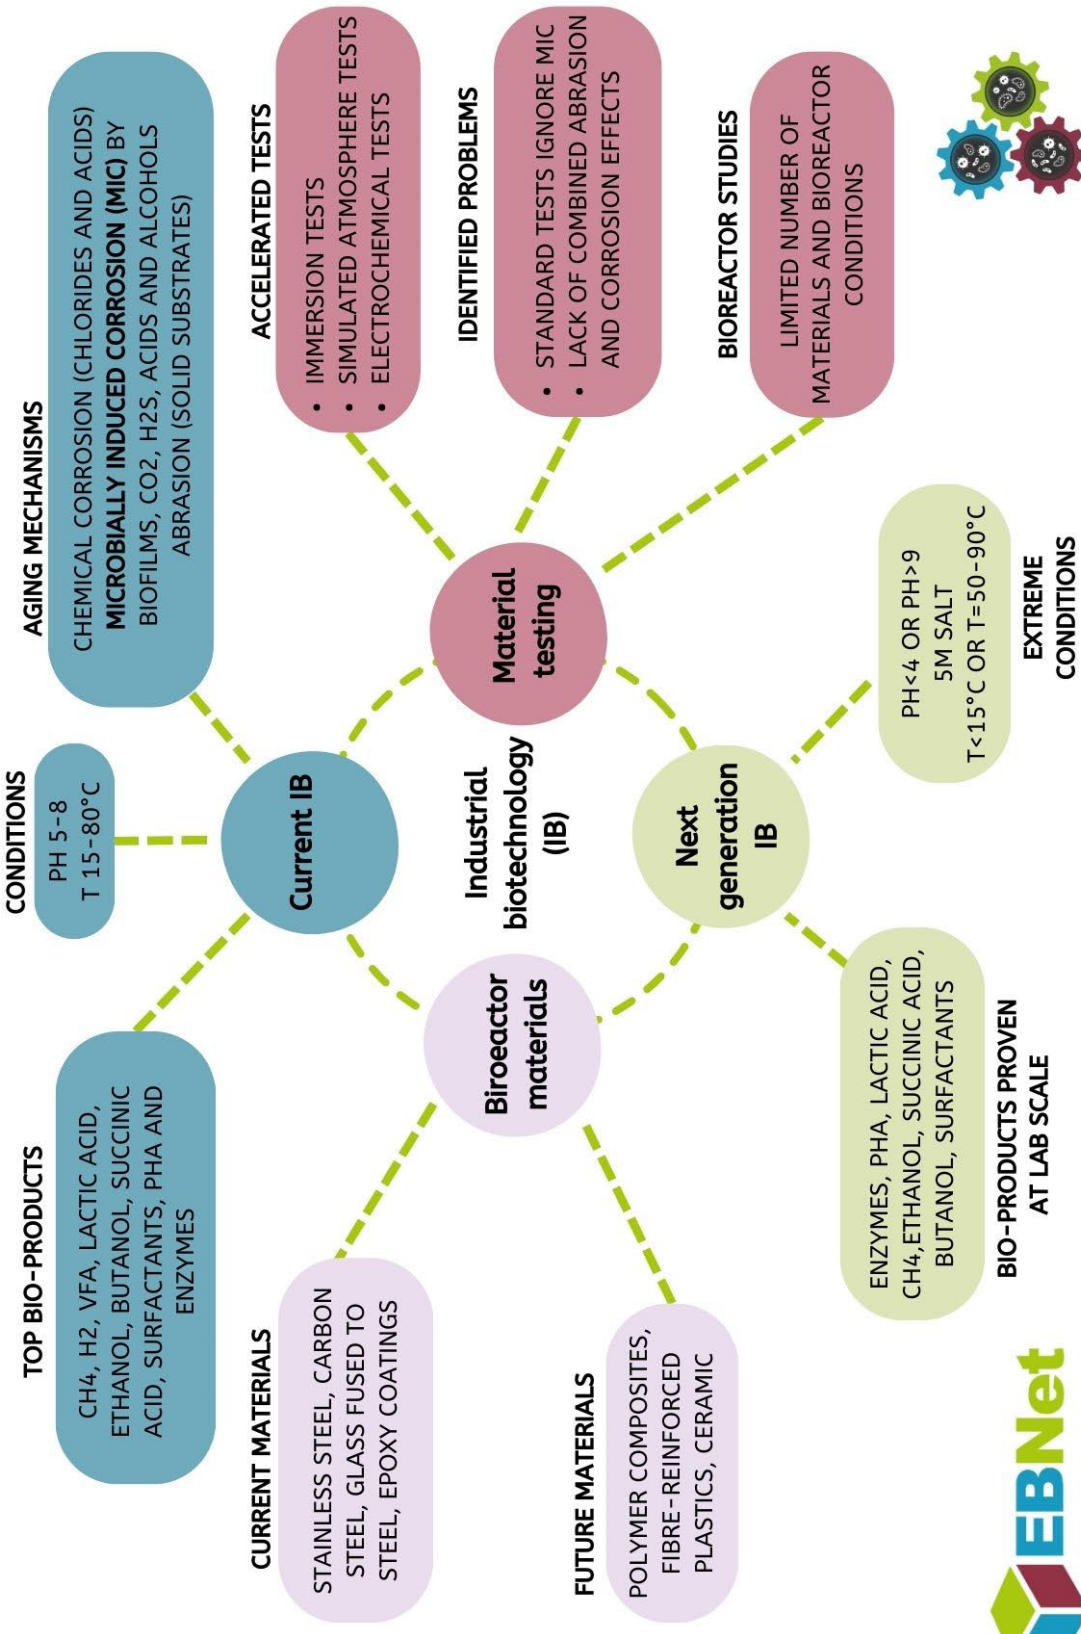 TOP BIO-PRODUCTS
CH4, H2, VFA, LACTIC ACID,
ETHANOL, BUTANOL, SUCCINIC
ACID, SURFACTANTS, PHA AND
ENZYMES
CONDITIONS
PH 5-8
T 15-80°C
AGING MECHANISMS
CHEMICAL CORROSION (CHLORIDES AND ACIDS)
MICROBIALLY INDUCED CORROSION (MIC) BY
BIOFILMS, CO2, H2S, ACIDS AND ALCOHOLS
ABRASION (SOLID SUBSTRATES)
Current IB
CURRENT MATERIALS
STAINLESS STEEL, CARBON
STEEL, GLASS FUSED TO
STEEL, EPOXY COATINGS
Biroeactor
materials
FUTURE MATERIALS
POLYMER COMPOSITES,
FIBRE-REINFORCED
PLASTICS, CERAMIC
Industrial
biotechnology
(IB)
Material
testing
ACCELERATED TESTS
• IMMERSION TESTS
• SIMULATED ATMOSPHERE TESTS
• ELECTROCHEMICAL TESTS
IDENTIFIED PROBLEMS
• STANDARD TESTS IGNORE MIC
• LACK OF COMBINED ABRASION
AND CORROSION EFFECTS
BIOREACTOR STUDIES
LIMITED NUMBER OF
MATERIALS AND BIOREACTOR
CONDITIONS
Next
generation
IB
ENZYMES, PHA, LACTIC ACID,
CH4,ETHANOL, SUCCINIC ACID,
BUTANOL, SURFACTANTS
BIO-PRODUCTS PROVEN
AT LAB SCALE
PH<4 OR PH>9
5M SALT
T<15°C OR T=50-90°C
EXTREME
CONDITIONS
EBNet